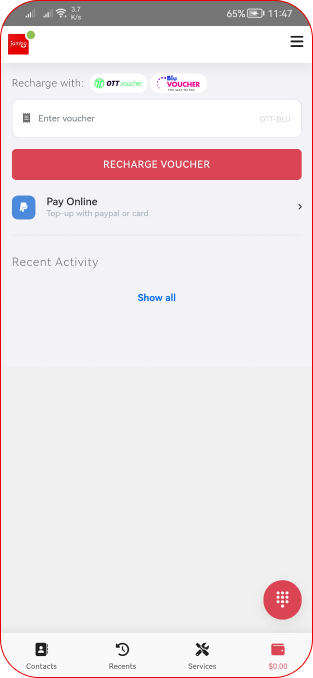 3.7
K/s
65%
11:47
Recharge with:
OTT voucher
Blu
VOUCHER
Enter voucher
OTT-BLU
RECHARGE VOUCHER
Pay Online
Top-up with paypal or card
Recent Activity
Show all
Contacts
Recents
Services
$0.00